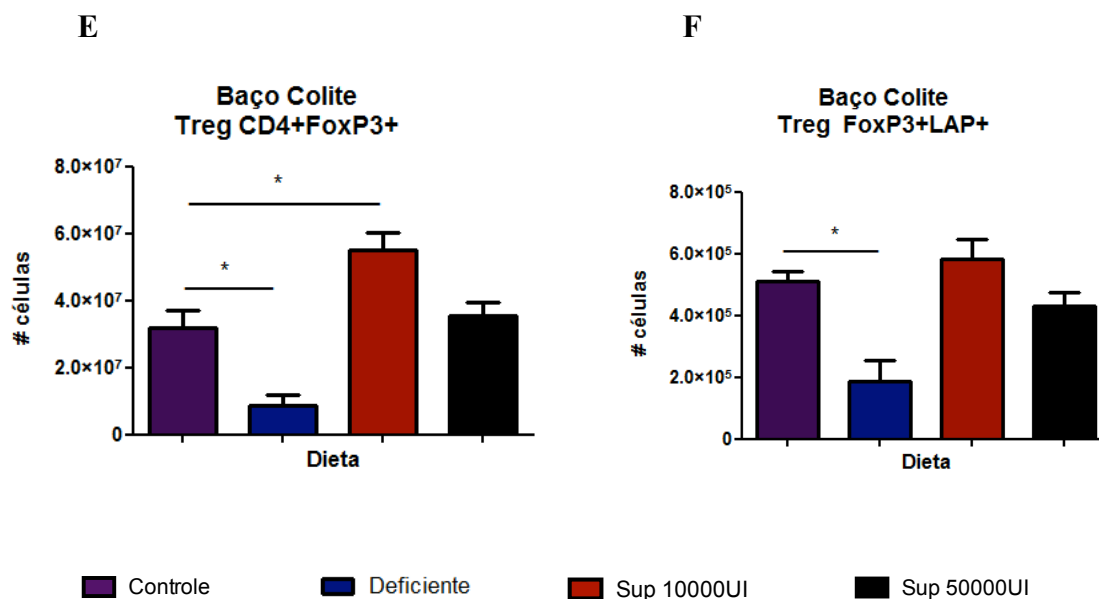 E
F
Baço Colite
Treg CD4+FoxP3+
8.0×10⁷
6.0×10⁷
4.0×10⁷
2.0×10⁷
0
# células
*
*
Dieta
Baço Colite
Treg FoxP3+LAP+
8.0×10⁵
6.0×10⁵
4.0×10⁵
2.0×10⁵
0
# células
*
Dieta
Controle
Deficiente
Sup 10000UI
Sup 50000UI